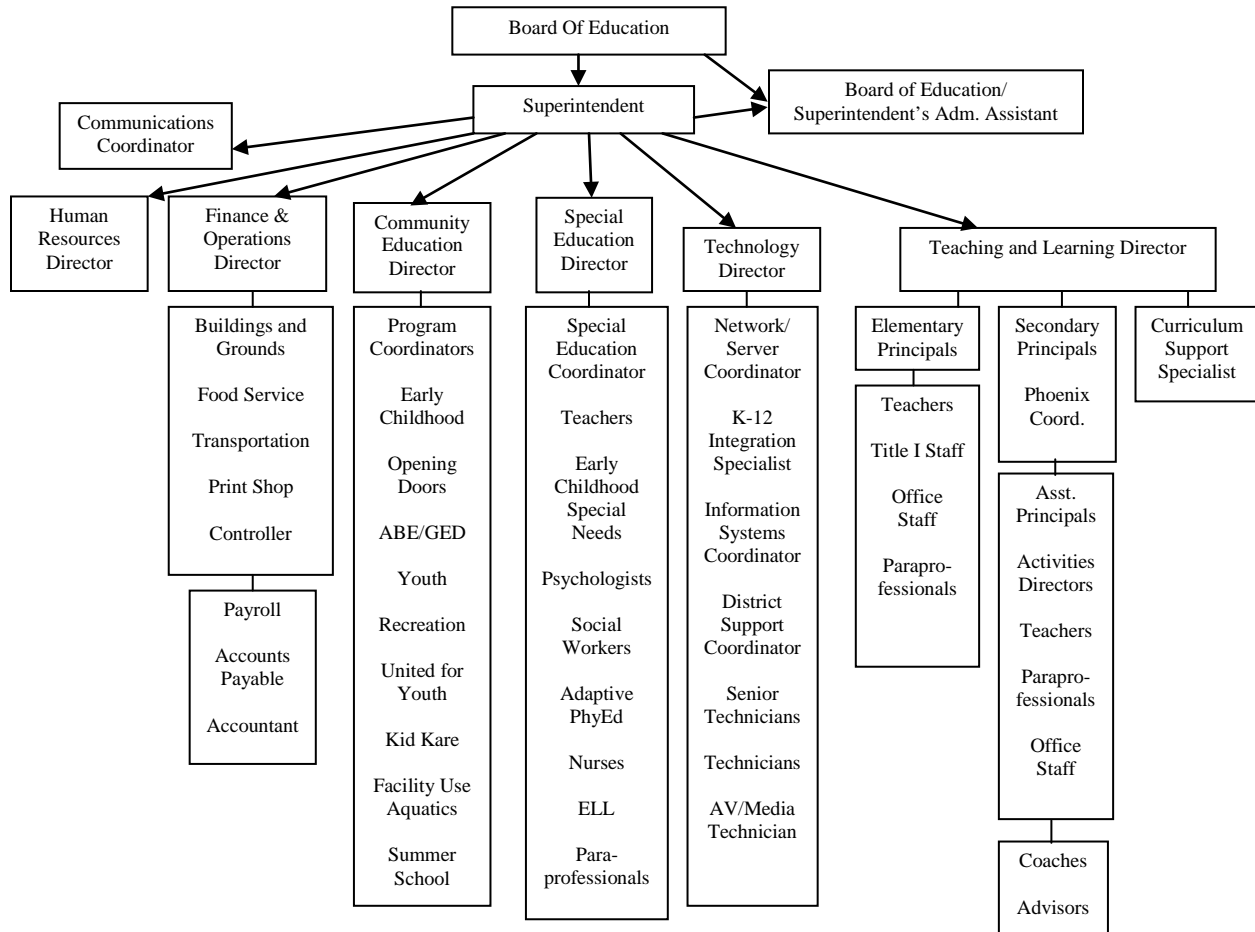 Board Of Education
Superintendent
Board of Education/
Superintendent's Adm. Assistant
Communications
Coordinator
Human
Resources
Director
Finance &
Operations
Director
Community
Education
Director
Special
Education
Director
Technology
Director
Teaching and Learning Director
Buildings and
Grounds
Food Service
Transportation
Print Shop
Controller
Payroll
Accounts
Payable
Accountant
Program
Coordinators
Early
Childhood
Opening
Doors
ABE/GED
Youth
Recreation
United for
Youth
Kid Kare
Facility Use
Aquatics
Summer
School
Special
Education
Coordinator
Teachers
Early
Childhood
Special
Needs
Psychologists
Social
Workers
Adaptive
PhyEd
Nurses
ELL
Para-
professionals
Network/
Server
Coordinator
K-12
Integration
Specialist
Information
Systems
Coordinator
District
Support
Coordinator
Senior
Technicians
Technicians
AV/Media
Technician
Elementary
Principals
Teachers
Title I Staff
Office
Staff
Parapro-
fessionals
Secondary
Principals
Phoenix
Coord.
Asst.
Principals
Activities
Directors
Teachers
Parapro-
fessionals
Office
Staff
Coaches
Advisors
Curriculum
Support
Specialist